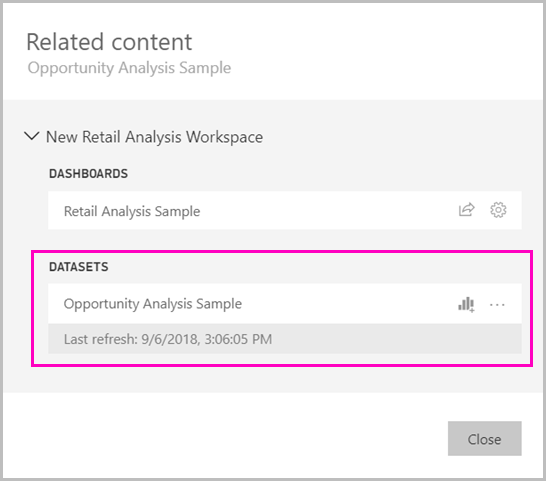 Related content
Opportunity Analysis Sample
New Retail Analysis Workspace
DASHBOARDS
Retail Analysis Sample
DATASETS
Opportunity Analysis Sample
Last refresh: 9/6/2018, 3:06:05 PM
Close